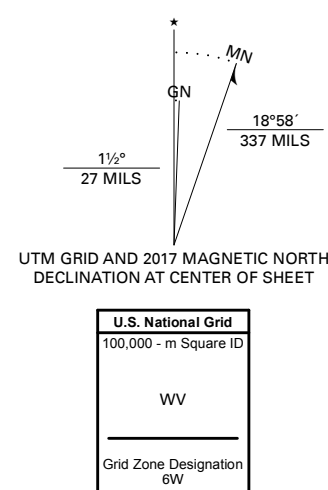 ★
MN
GN
18°58´
337 MILS
1½°
27 MILS
UTM GRID AND 2017 MAGNETIC NORTH
DECLINATION AT CENTER OF SHEET
U.S. National Grid
100,000 - m Square ID
WV
Grid Zone Designation
6W